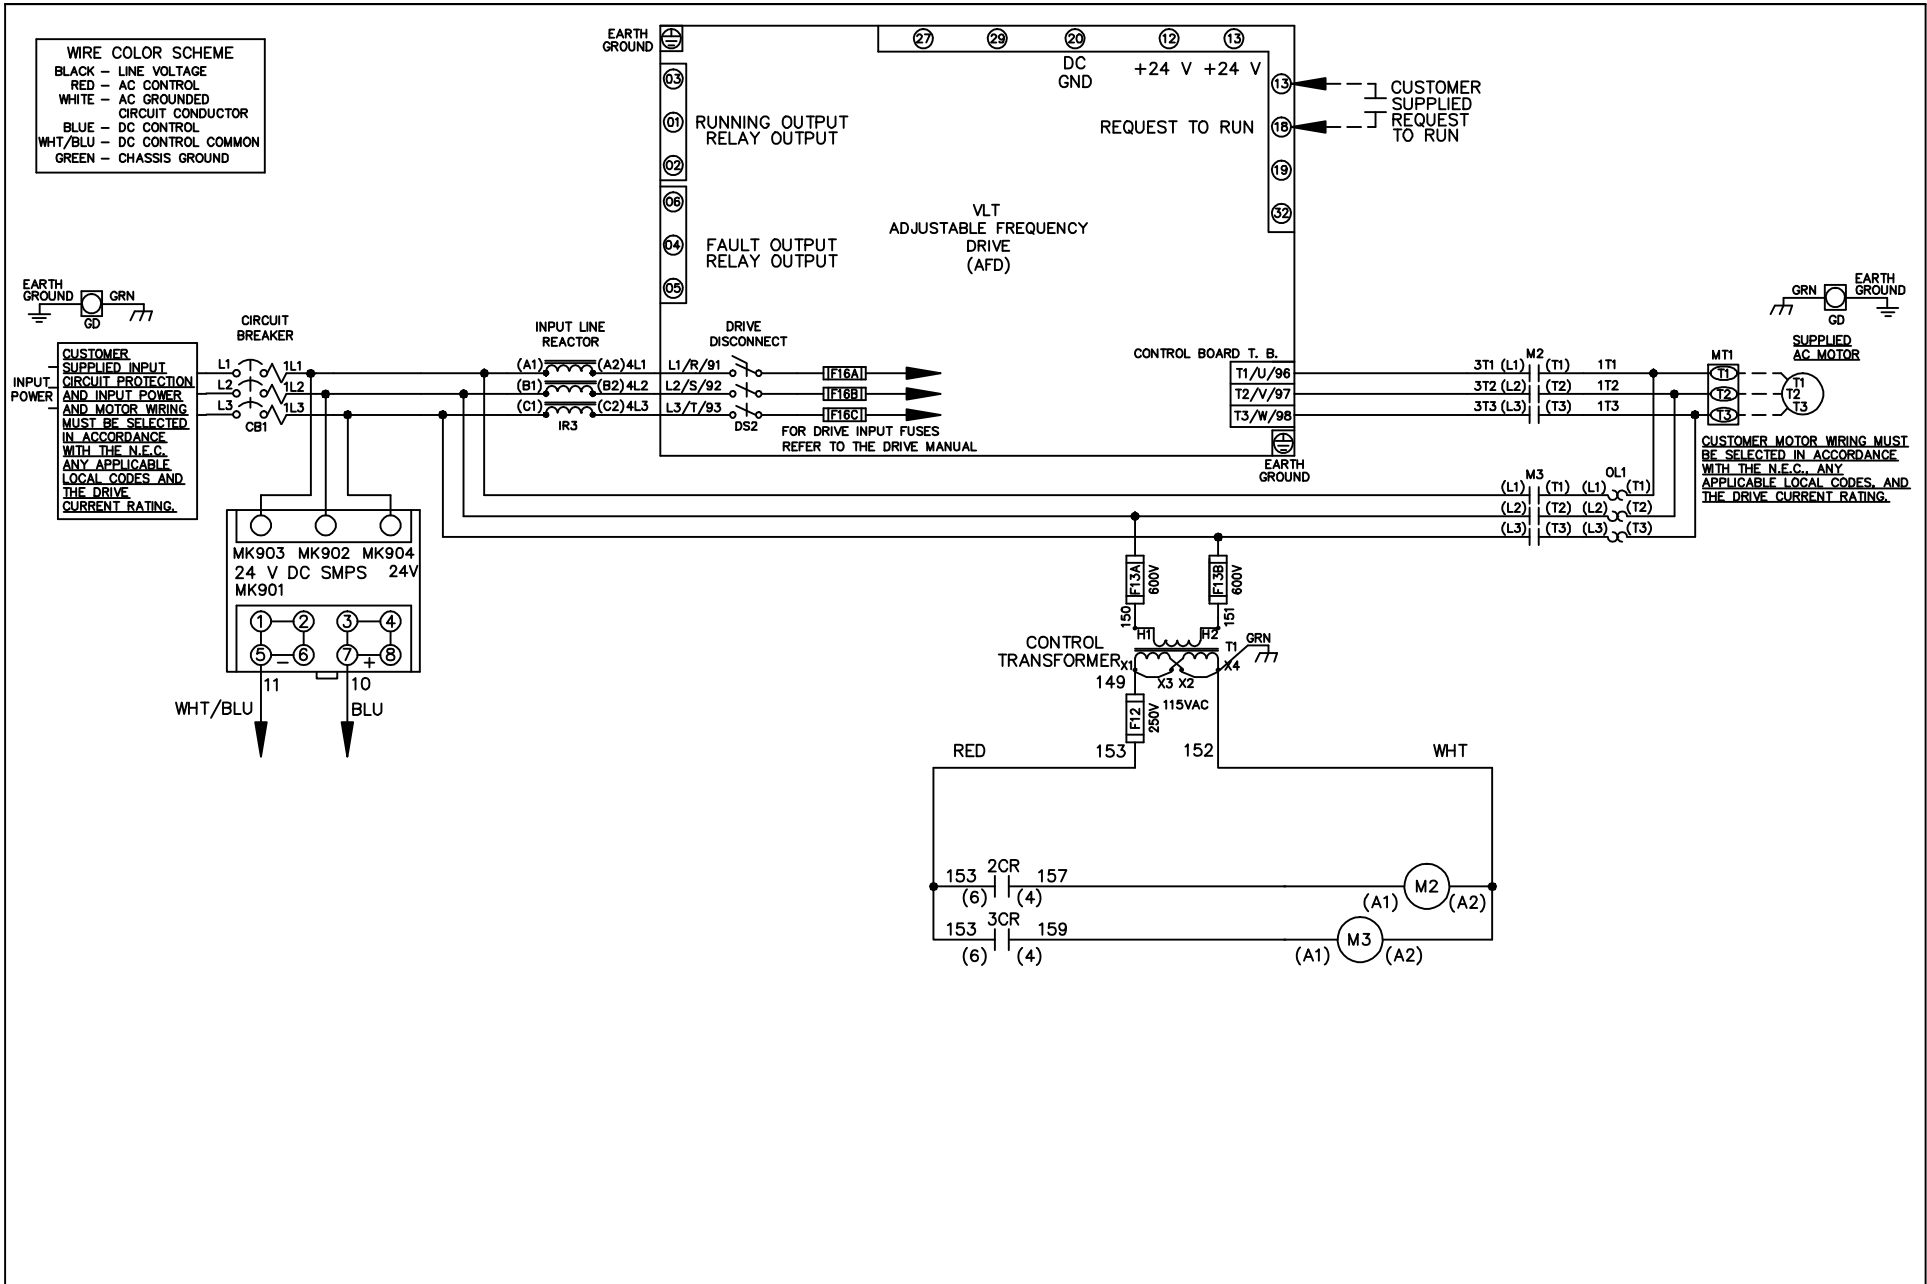 WIRE COLOR SCHEME
BLACK – LINE VOLTAGE
RED – AC CONTROL
WHITE – AC GROUNDED
CIRCUIT CONDUCTOR
BLUE – DC CONTROL
WHT/BLU – DC CONTROL COMMON
GREEN – CHASSIS GROUND
EARTH
GROUND
03
01
02
RUNNING OUTPUT
RELAY OUTPUT
06
04
05
FAULT OUTPUT
RELAY OUTPUT
27
29
20
12
13
DC
GND
+24 V
+24 V
13
REQUEST TO RUN
18
19
32
CUSTOMER
SUPPLIED
REQUEST
TO RUN
VLT
ADJUSTABLE FREQUENCY
DRIVE
(AFD)
EARTH
GROUND
GRN
GD
INPUT
POWER
CUSTOMER
SUPPLIED INPUT
CIRCUIT PROTECTION
AND INPUT POWER
AND MOTOR WIRING
MUST BE SELECTED
IN ACCORDANCE
WITH THE N.E.C.
ANY APPLICABLE
LOCAL CODES AND
THE DRIVE
CURRENT RATING.
CIRCUIT
BREAKER
L1 1L1
L2 1L2
L3 1L3
CB1
INPUT LINE
REACTOR
(A1) (A2) 4L1
(B1) (B2) 4L2
(C1) (C2) 4L3
IR3
DRIVE
DISCONNECT
L1/R/91
L2/S/92
L3/T/93
DS2
F16A
F16B
F16C
FOR DRIVE INPUT FUSES
REFER TO THE DRIVE MANUAL
CONTROL BOARD T. B.
T1/U/96
T2/V/97
T3/W/98
EARTH
GROUND
M2
3T1 (L1) (T1) 1T1
3T2 (L2) (T2) 1T2
3T3 (L3) (T3) 1T3
MT1
T1
T2
T3
GRN
GD
EARTH
GROUND
SUPPLIED
AC MOTOR
T1
T2
T3
CUSTOMER MOTOR WIRING MUST
BE SELECTED IN ACCORDANCE
WITH THE N.E.C., ANY
APPLICABLE LOCAL CODES, AND
THE DRIVE CURRENT RATING.
M3
OL1
(L1) (T1) (L1) (T1)
(L2) (T2) (L2) (T2)
(L3) (T3) (L3) (T3)
MK903 MK902 MK904
24 V DC SMPS 24V
MK901
1 2 3 4
5 – 6 7 + 8
11
10
WHT/BLU
BLU
F13A
600V
F13B
600V
150
151
H1
H2
CONTROL
TRANSFORMER
T1
GRN
X1
X3 X2
X4
149
115VAC
F12
250V
RED
153
152
WHT
153 2CR 157
(6) (4)
M2
(A1) (A2)
153 3CR 159
(6) (4)
M3
(A1) (A2)